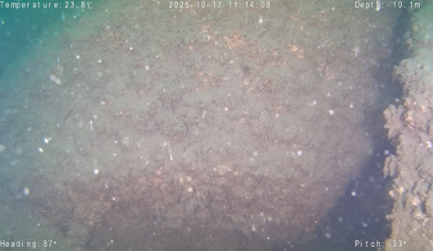 Temperature: 23.8℃ 2025-10-17, 11:14:08 Depth: -10.1m
Heading: 87° Pitch: -33°